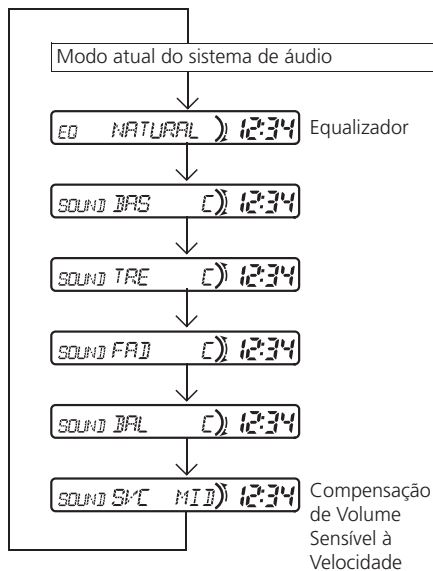 Modo atual do sistema de áudio
EQ NATURAL 12:34 Equalizador
SOUND BAS C 12:34
SOUND TRE C 12:34
SOUND FAD C 12:34
SOUND BAL C 12:34
SOUND SVC MID 12:34 Compensação
de Volume
Sensível à
Velocidade